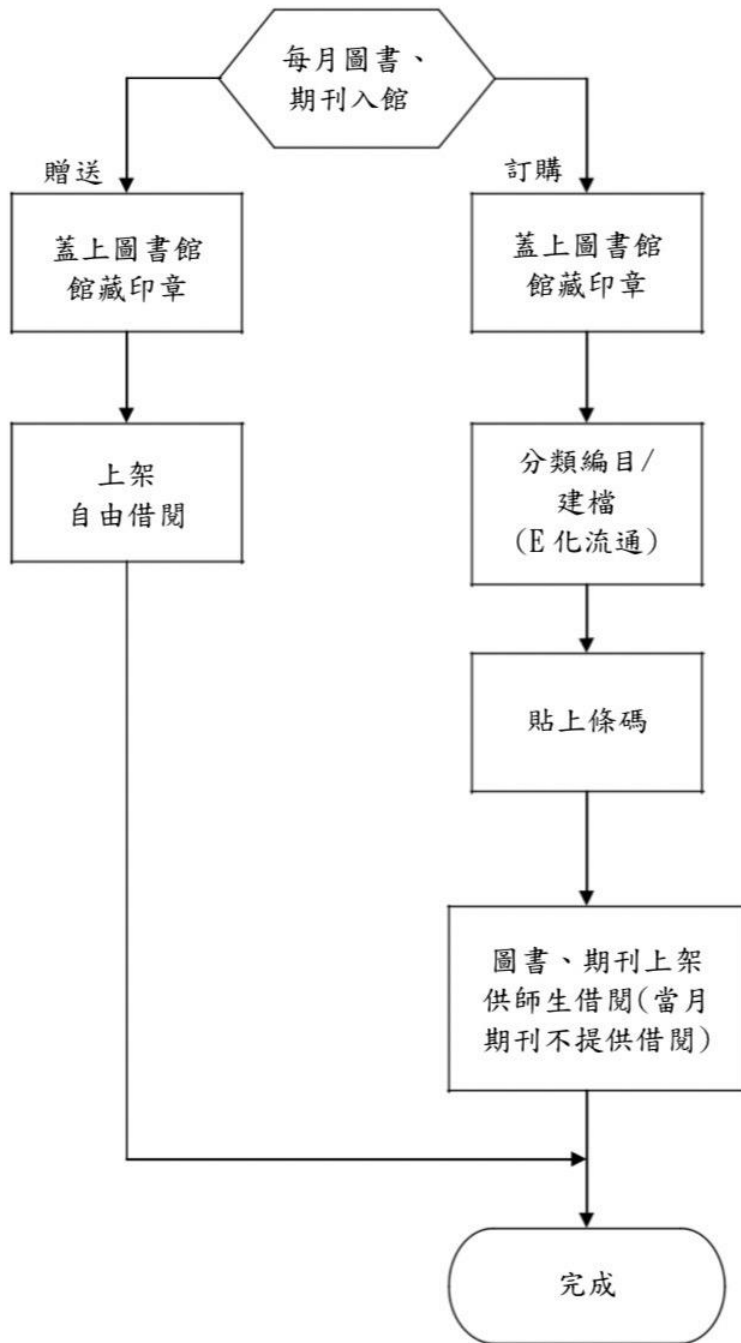 每月圖書、
期刊入館
贈送
訂購
蓋上圖書館
館藏印章
蓋上圖書館
館藏印章
上架
自由借閱
分類編目/
建檔
(E化流通)
貼上條碼
圖書、期刊上架
供師生借閱(當月
期刊不提供借閱)
完成